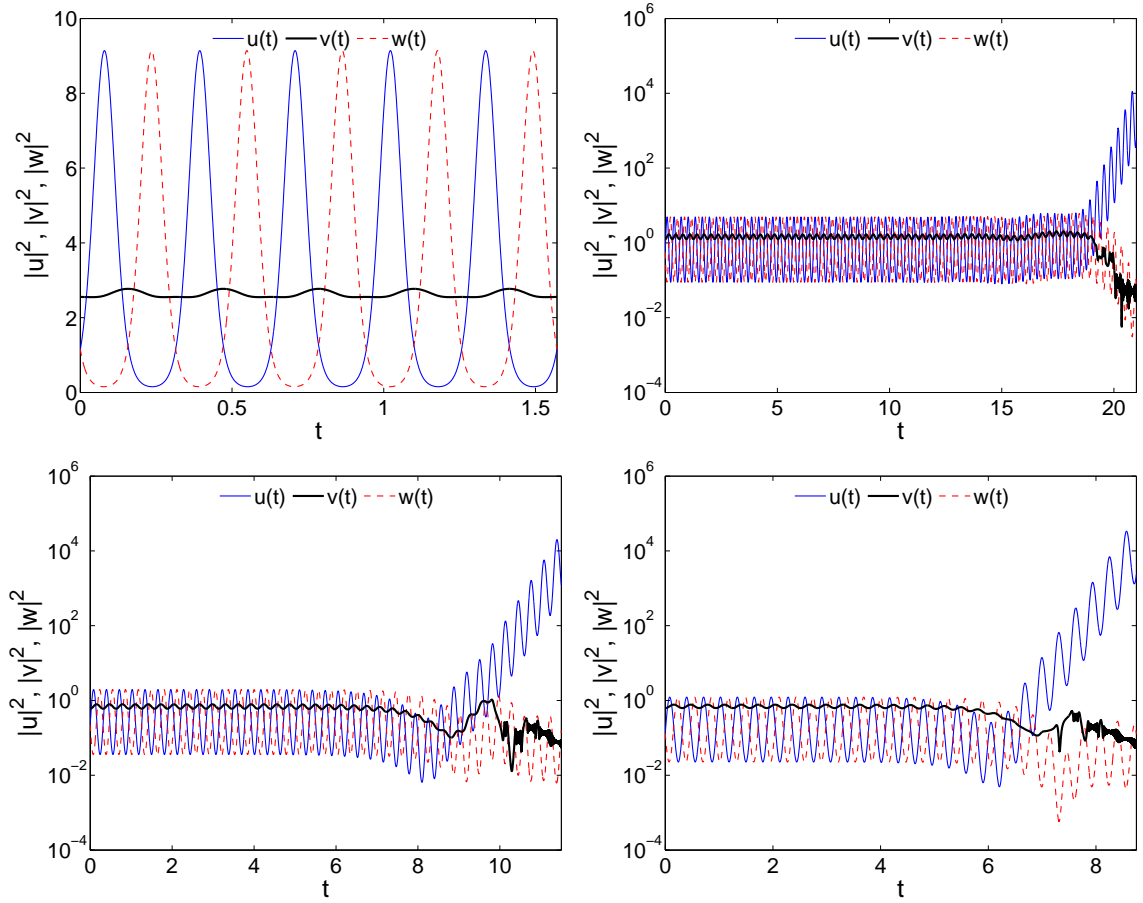 u(t) v(t) w(t)
|u|², |v|², |w|²
10
8
6
4
2
0
0 0.5 1 1.5
t
u(t) v(t) w(t)
|u|², |v|², |w|²
10⁶
10⁴
10²
10⁰
10⁻²
10⁻⁴
0 5 10 15 20
t
u(t) v(t) w(t)
|u|², |v|², |w|²
10⁶
10⁴
10²
10⁰
10⁻²
10⁻⁴
0 2 4 6 8 10
t
u(t) v(t) w(t)
|u|², |v|², |w|²
10⁶
10⁴
10²
10⁰
10⁻²
10⁻⁴
0 2 4 6 8
t